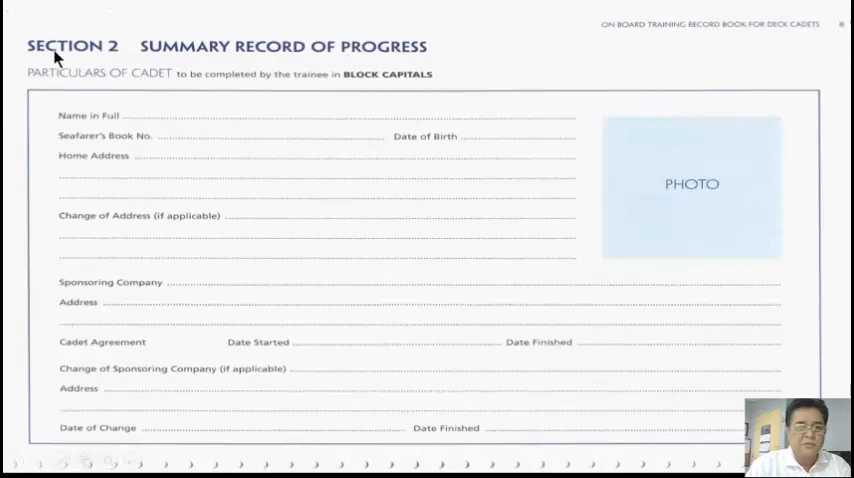 ON BOARD TRAINING RECORD BOOK FOR DECK CADETS 8
SECTION 2 SUMMARY RECORD OF PROGRESS
PARTICULARS OF CADET to be completed by the trainee in BLOCK CAPITALS
Name in Full
Seafarer's Book No. Date of Birth
Home Address
PHOTO
Change of Address (if applicable)
Sponsoring Company
Address
Cadet Agreement Date Started Date Finished
Change of Sponsoring Company (if applicable)
Address
Date of Change Date Finished